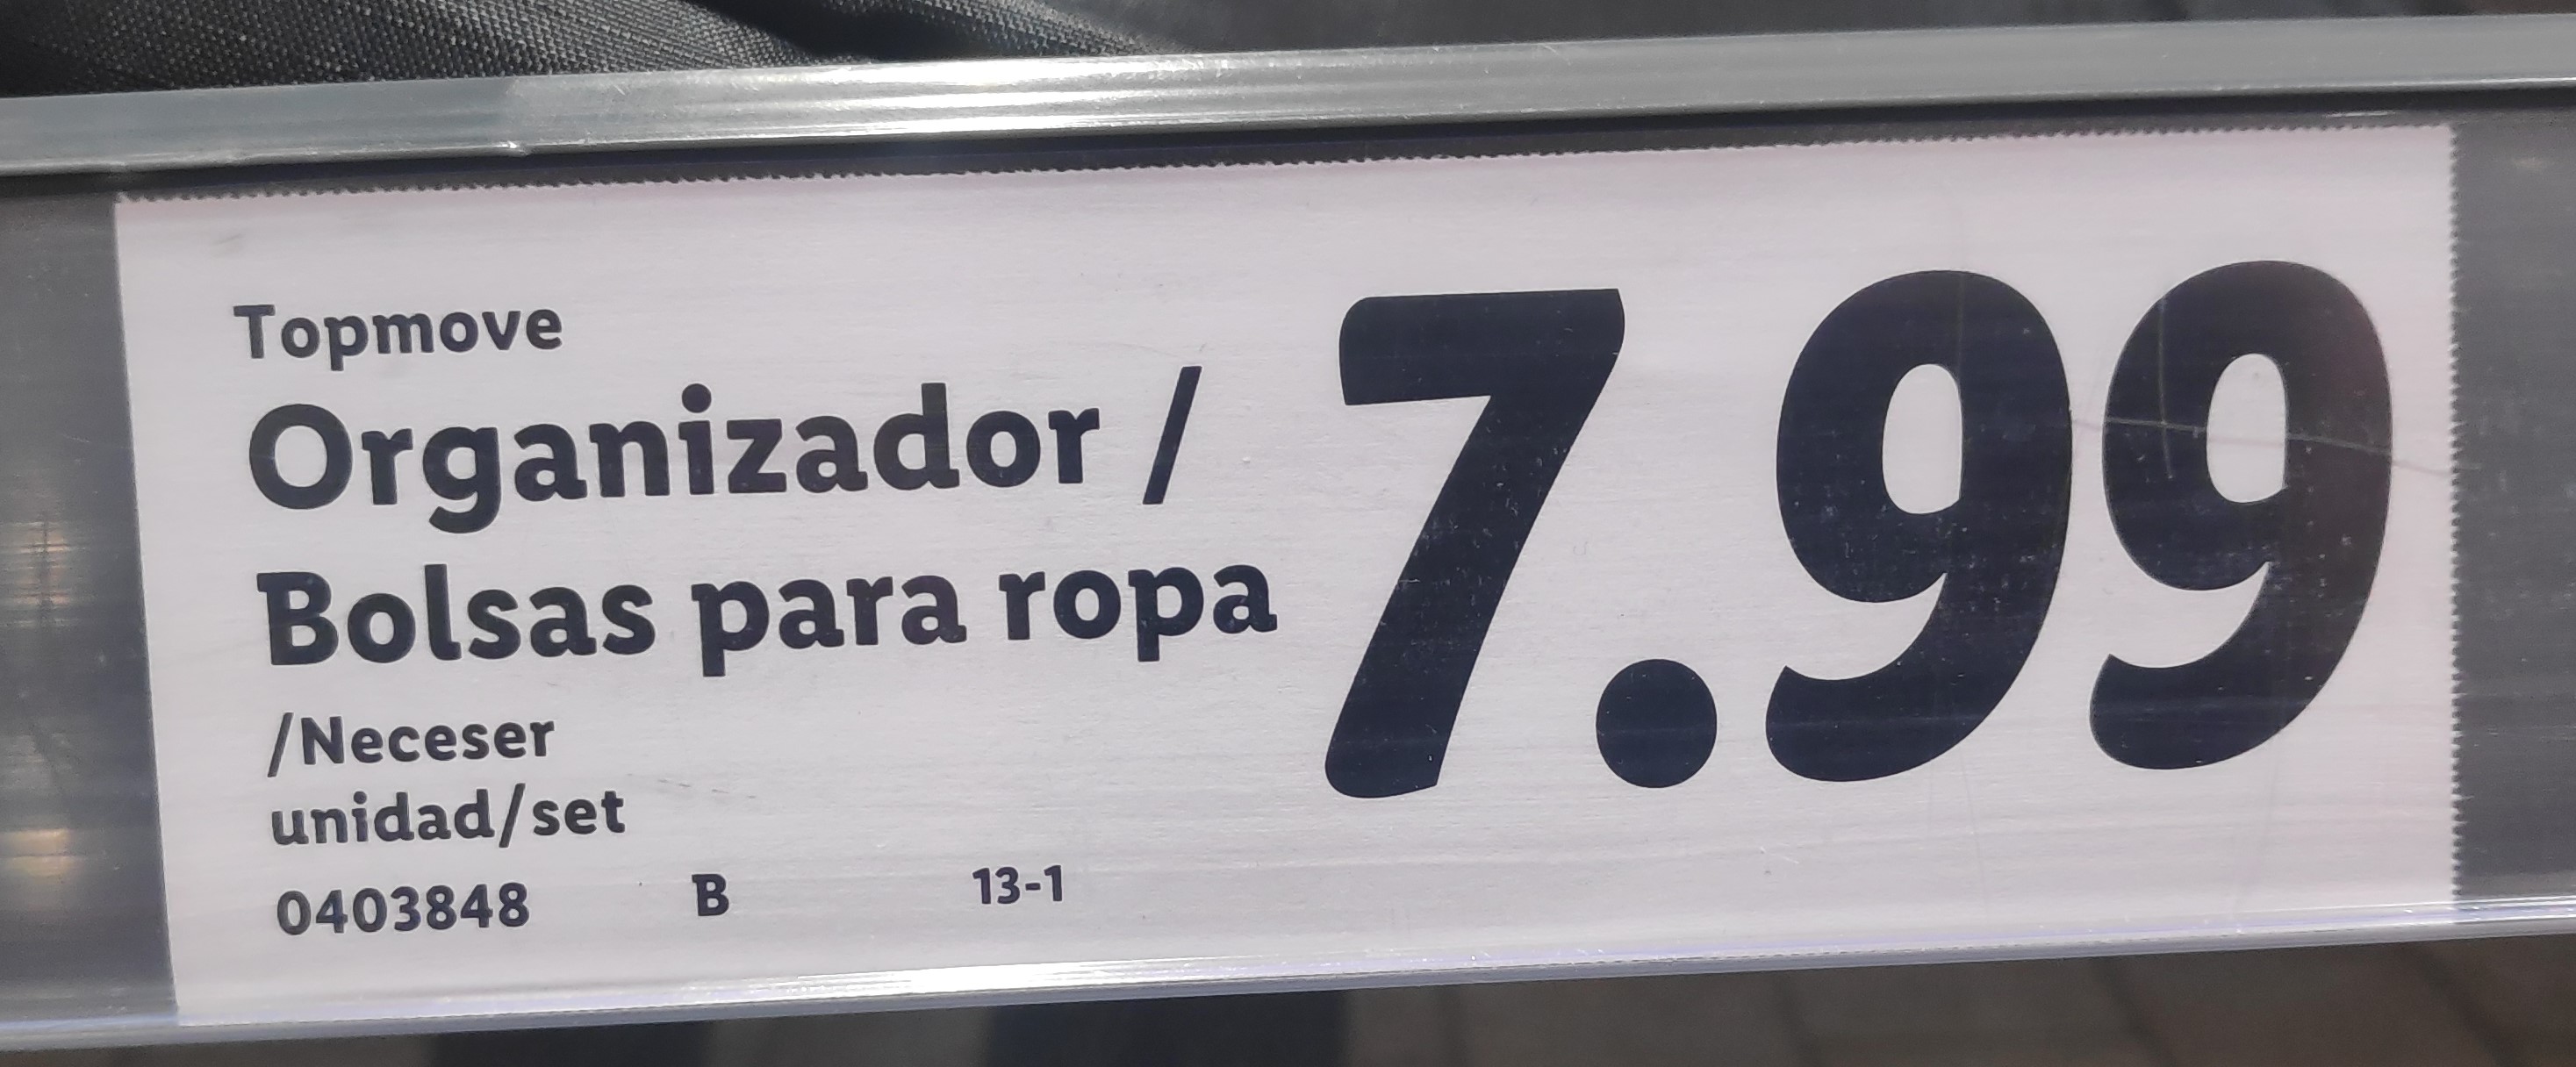 Topmove
Organizador /
Bolsas para ropa
/Neceser
unidad/set
0403848 B 13-1
7.99